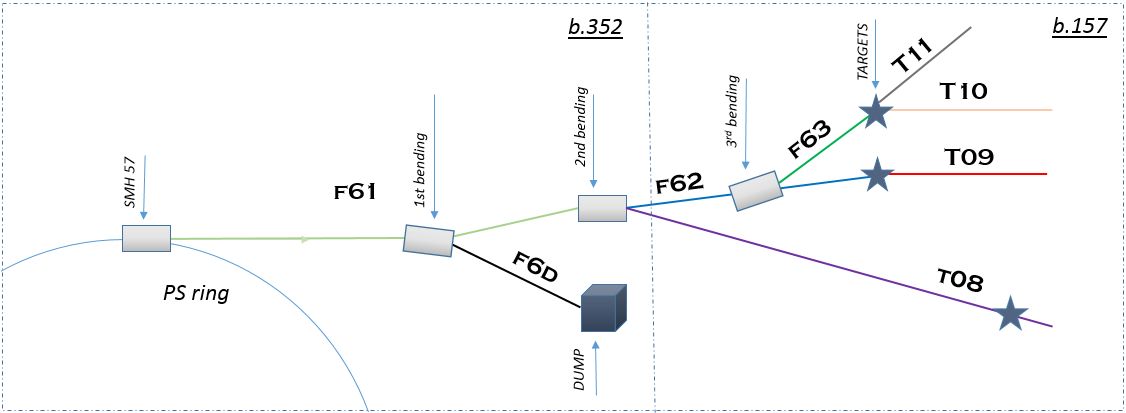 b.352
b.157
SMH 57
F61
1st bending
2nd bending
3rd bending
TARGETS
T11
T10
F63
T09
F62
F6D
T08
PS ring
DUMP